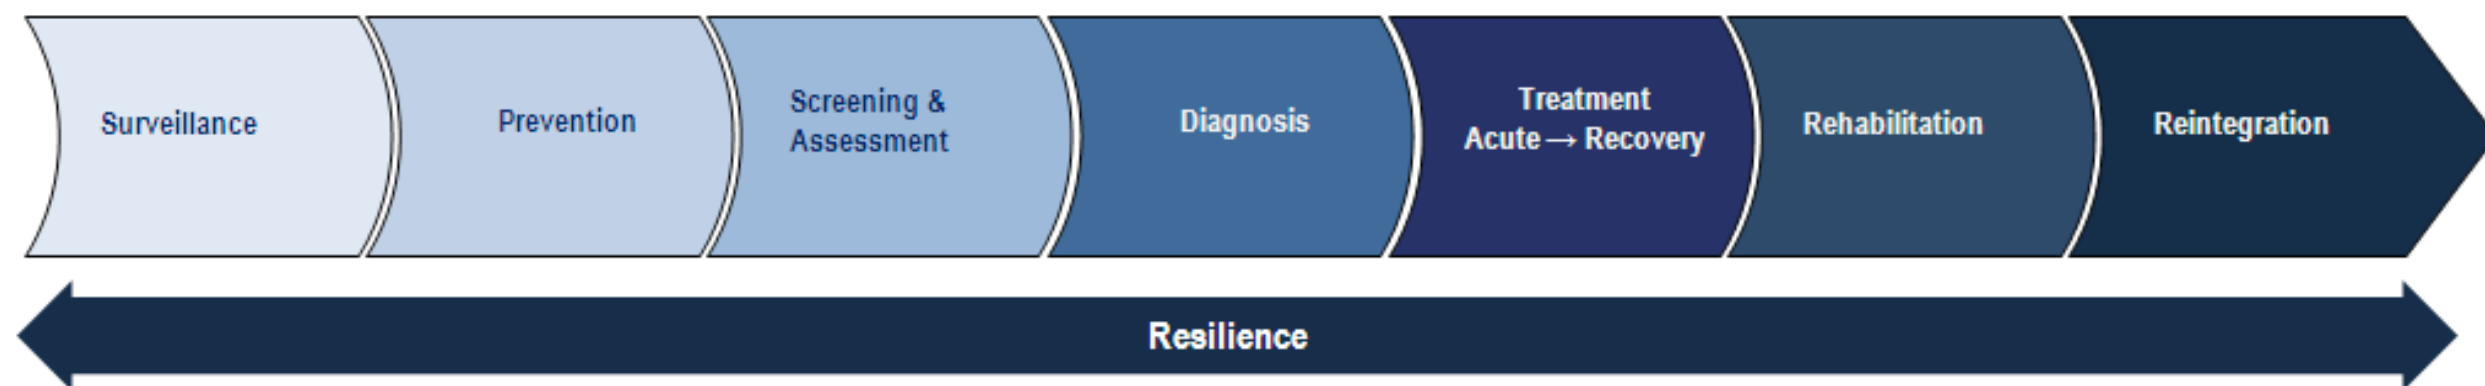 Surveillance
Prevention
Screening &
Assessment
Diagnosis
Treatment
Acute → Recovery
Rehabilitation
Reintegration
Resilience